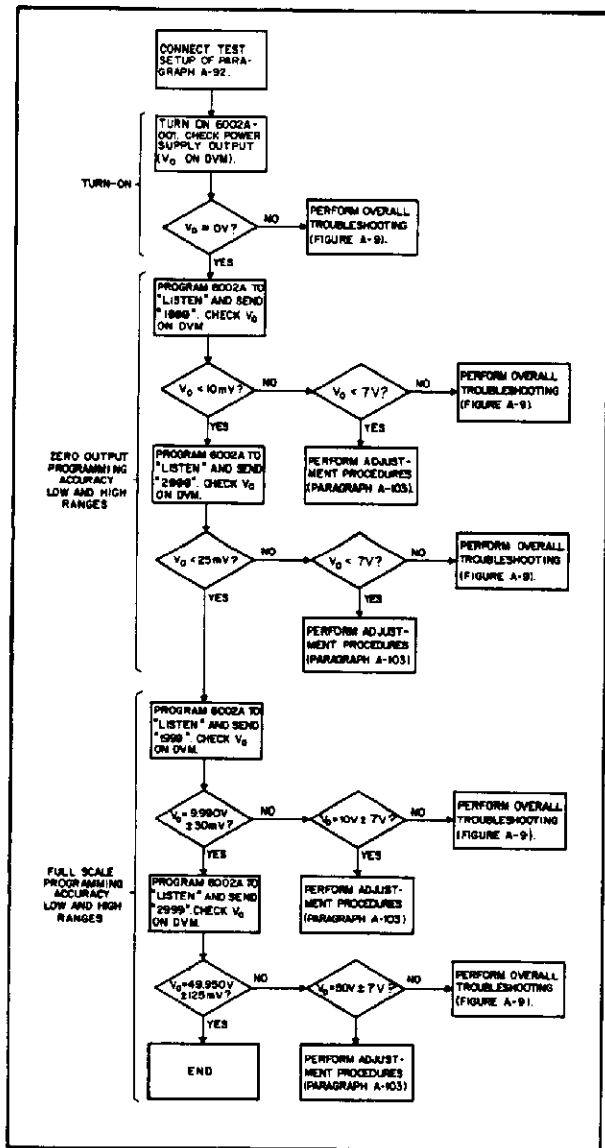 CONNECT TEST
SETUP OF PARA-
GRAPH A-92.
TURN ON 6002A-
001. CHECK POWER
SUPPLY OUTPUT
(V₀ ON DVM).
TURN-ON
V₀ ≈ 0V?
NO
PERFORM OVERALL
TROUBLESHOOTING
(FIGURE A-9).
YES
PROGRAM 6002A TO
"LISTEN" AND SEND
CHECK V₀
ON DVM
V₀ < 10mV?
NO
V₀ < 7V?
NO
PERFORM OVERALL
TROUBLESHOOTING
(FIGURE A-9).
YES
YES
ZERO OUTPUT
PROGRAMMING
ACCURACY
LOW AND HIGH
RANGES
PROGRAM 6002A TO
"LISTEN" AND SEND
CHECK V₀
ON DVM.
PERFORM ADJUSTMENT
PROCEDURES
(PARAGRAPH A-103).
V₀ < 25mV?
NO
V₀ < 7V?
NO
PERFORM OVERALL
TROUBLESHOOTING
(FIGURE A-9).
YES
YES
PERFORM ADJUST-
MENT PROCEDURES
(PARAGRAPH A-103)
PROGRAM 6002A TO
"LISTEN" AND SEND
CHECK V₀
ON DVM.
V₀=9.990V
±30mV?
NO
V₀=10V ± 7V?
NO
PERFORM OVERALL
TROUBLESHOOTING
(FIGURE A-9).
YES
YES
FULL SCALE
PROGRAMMING
ACCURACY
LOW AND HIGH
RANGES
PROGRAM 6002A TO
"LISTEN" AND SEND
"2999". CHECK V₀
ON DVM.
PERFORM ADJUST-
MENT PROCEDURES
(PARAGRAPH A-103)
V₀=49.950V
±125mV?
NO
V₀=50V ± 7V?
NO
PERFORM OVERALL
TROUBLESHOOTING
(FIGURE A-9).
YES
YES
END
PERFORM ADJUST-
MENT PROCEDURES
(PARAGRAPH A-103)